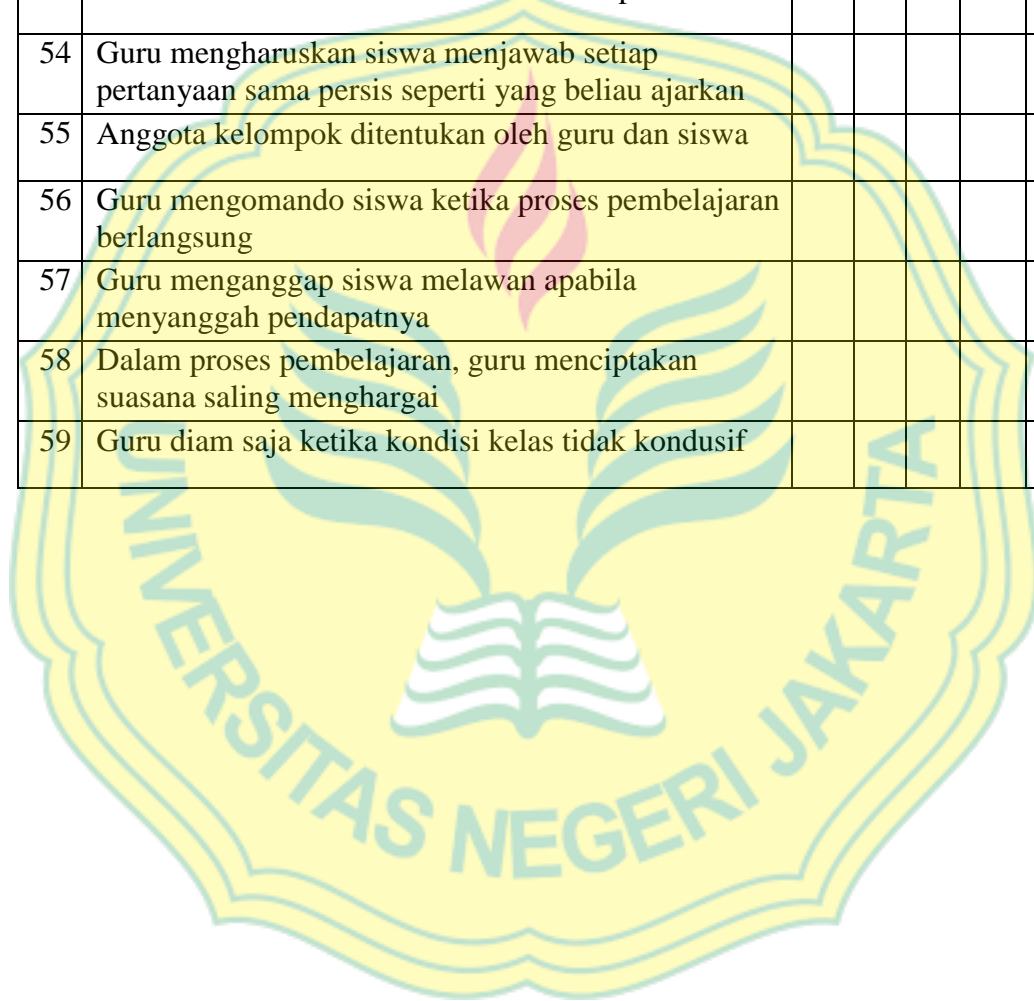 54 Guru mengharuskan siswa menjawab setiap
pertanyaan sama persis seperti yang beliau ajarkan
55 Anggota kelompok ditentukan oleh guru dan siswa
56 Guru mengomando siswa ketika proses pembelajaran
berlangsung
57 Guru menganggap siswa melawan apabila
menyanggah pendapatnya
58 Dalam proses pembelajaran, guru menciptakan
suasana saling menghargai
59 Guru diam saja ketika kondisi kelas tidak kondusif
UNIVERSITAS NEGERI JAKARTA